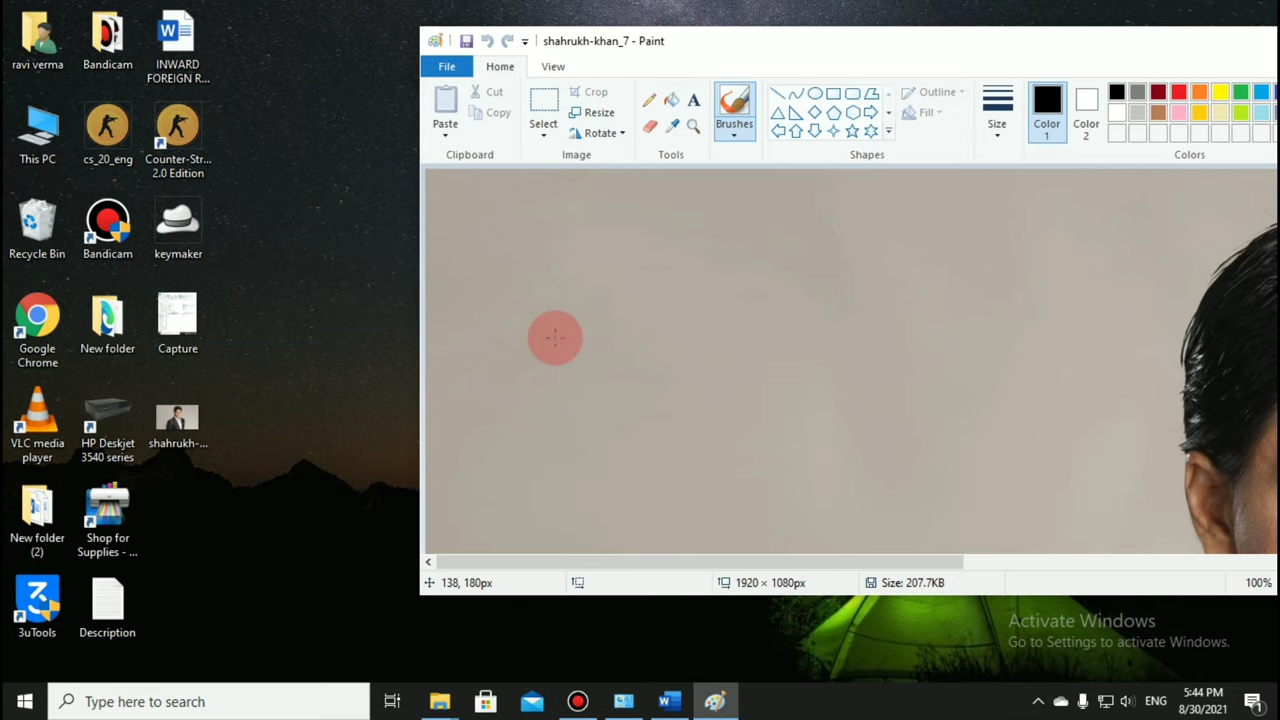 ravi verma
Bandicam
INWARD
FOREIGN R...
This PC
cs_20_eng
Counter-Str...
2.0 Edition
Recycle Bin
Bandicam
keymaker
Google
Chrome
New folder
Capture
VLC media
player
HP Deskjet
3540 series
shahrukh-...
New folder
(2)
Shop for
Supplies - ...
3uTools
Description
shahrukh-khan_7 - Paint
File
Home
View
Paste
Cut
Copy
Clipboard
Select
Crop
Resize
Rotate
Image
A
Tools
Brushes
Shapes
Outline
Fill
Size
Color
1
Color
2
Colors
138, 180px
1920 × 1080px
Size: 207.7KB
100%
Activate Windows
Go to Settings to activate Windows.
Type here to search
ENG
5:44 PM
8/30/2021
1